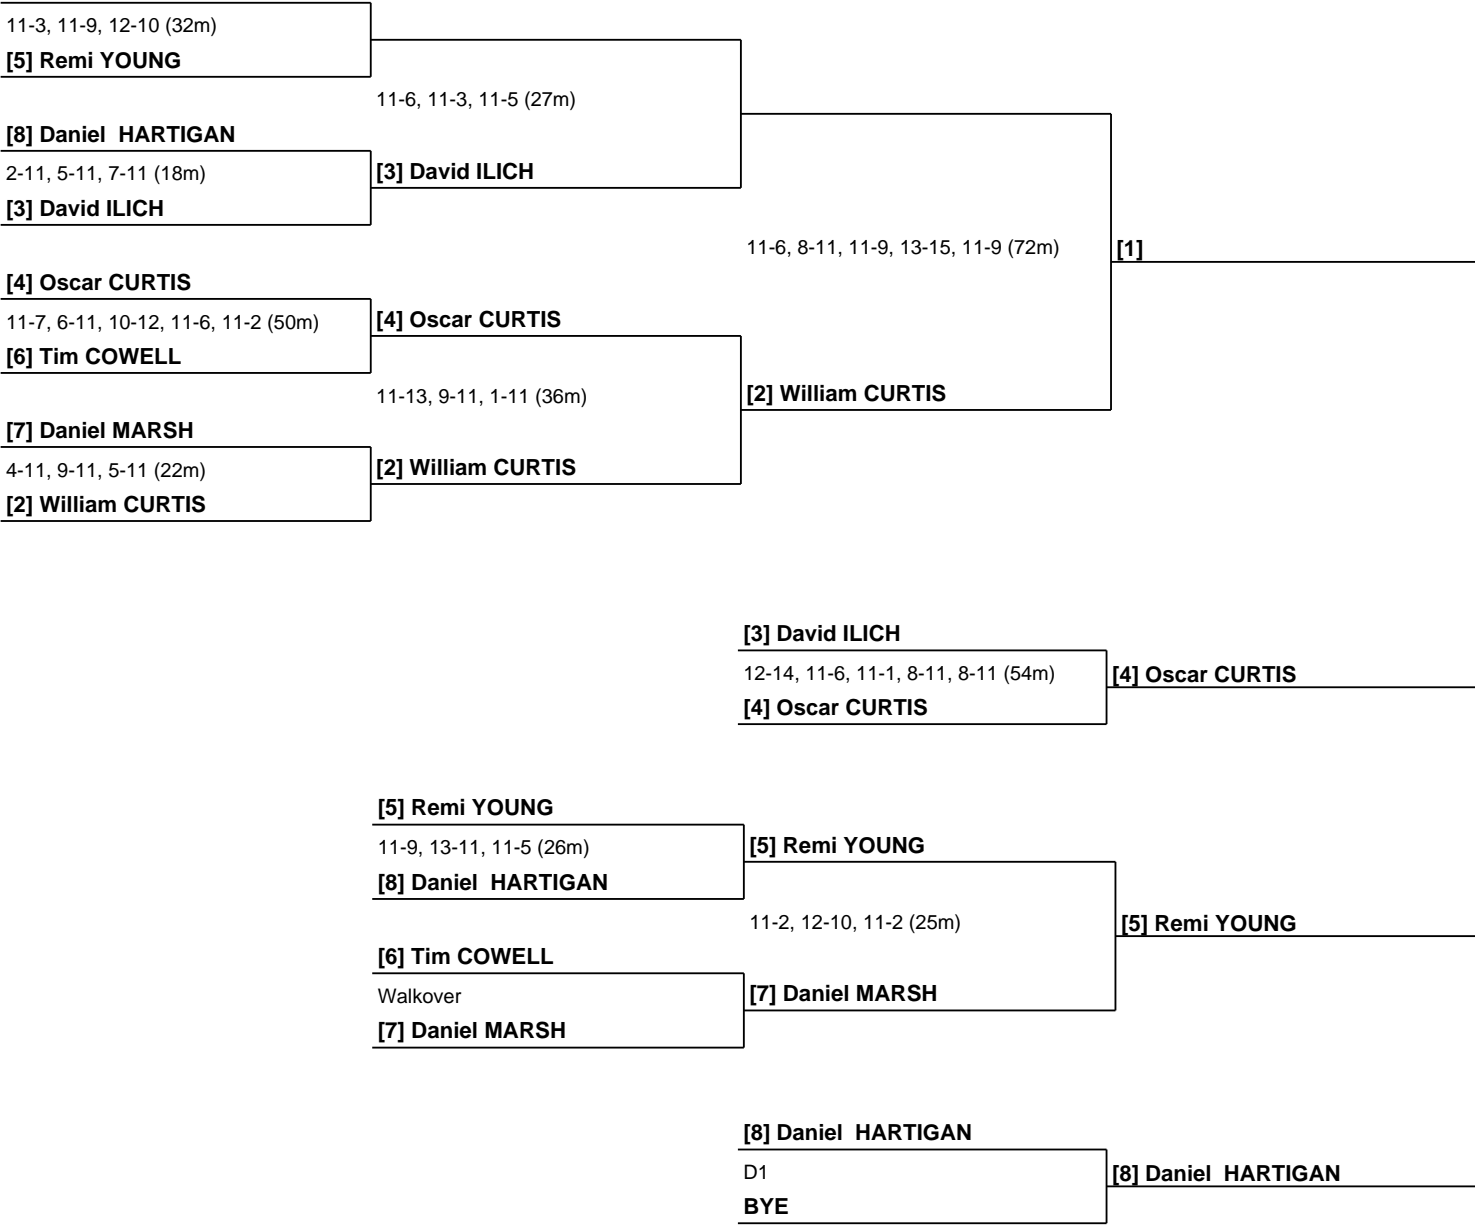 11-3, 11-9, 12-10 (32m)
[5] Remi YOUNG
11-6, 11-3, 11-5 (27m)
[8] Daniel  HARTIGAN
2-11, 5-11, 7-11 (18m)
[3] David ILICH
[3] David ILICH
11-6, 8-11, 11-9, 13-15, 11-9 (72m)
[1]
[4] Oscar CURTIS
11-7, 6-11, 10-12, 11-6, 11-2 (50m)
[4] Oscar CURTIS
[6] Tim COWELL
11-13, 9-11, 1-11 (36m)
[2] William CURTIS
[7] Daniel MARSH
4-11, 9-11, 5-11 (22m)
[2] William CURTIS
[2] William CURTIS
[3] David ILICH
12-14, 11-6, 11-1, 8-11, 8-11 (54m)
[4] Oscar CURTIS
[4] Oscar CURTIS
[5] Remi YOUNG
11-9, 13-11, 11-5 (26m)
[5] Remi YOUNG
[8] Daniel  HARTIGAN
11-2, 12-10, 11-2 (25m)
[5] Remi YOUNG
[6] Tim COWELL
Walkover
[7] Daniel MARSH
[7] Daniel MARSH
[8] Daniel  HARTIGAN
D1
[8] Daniel  HARTIGAN
BYE